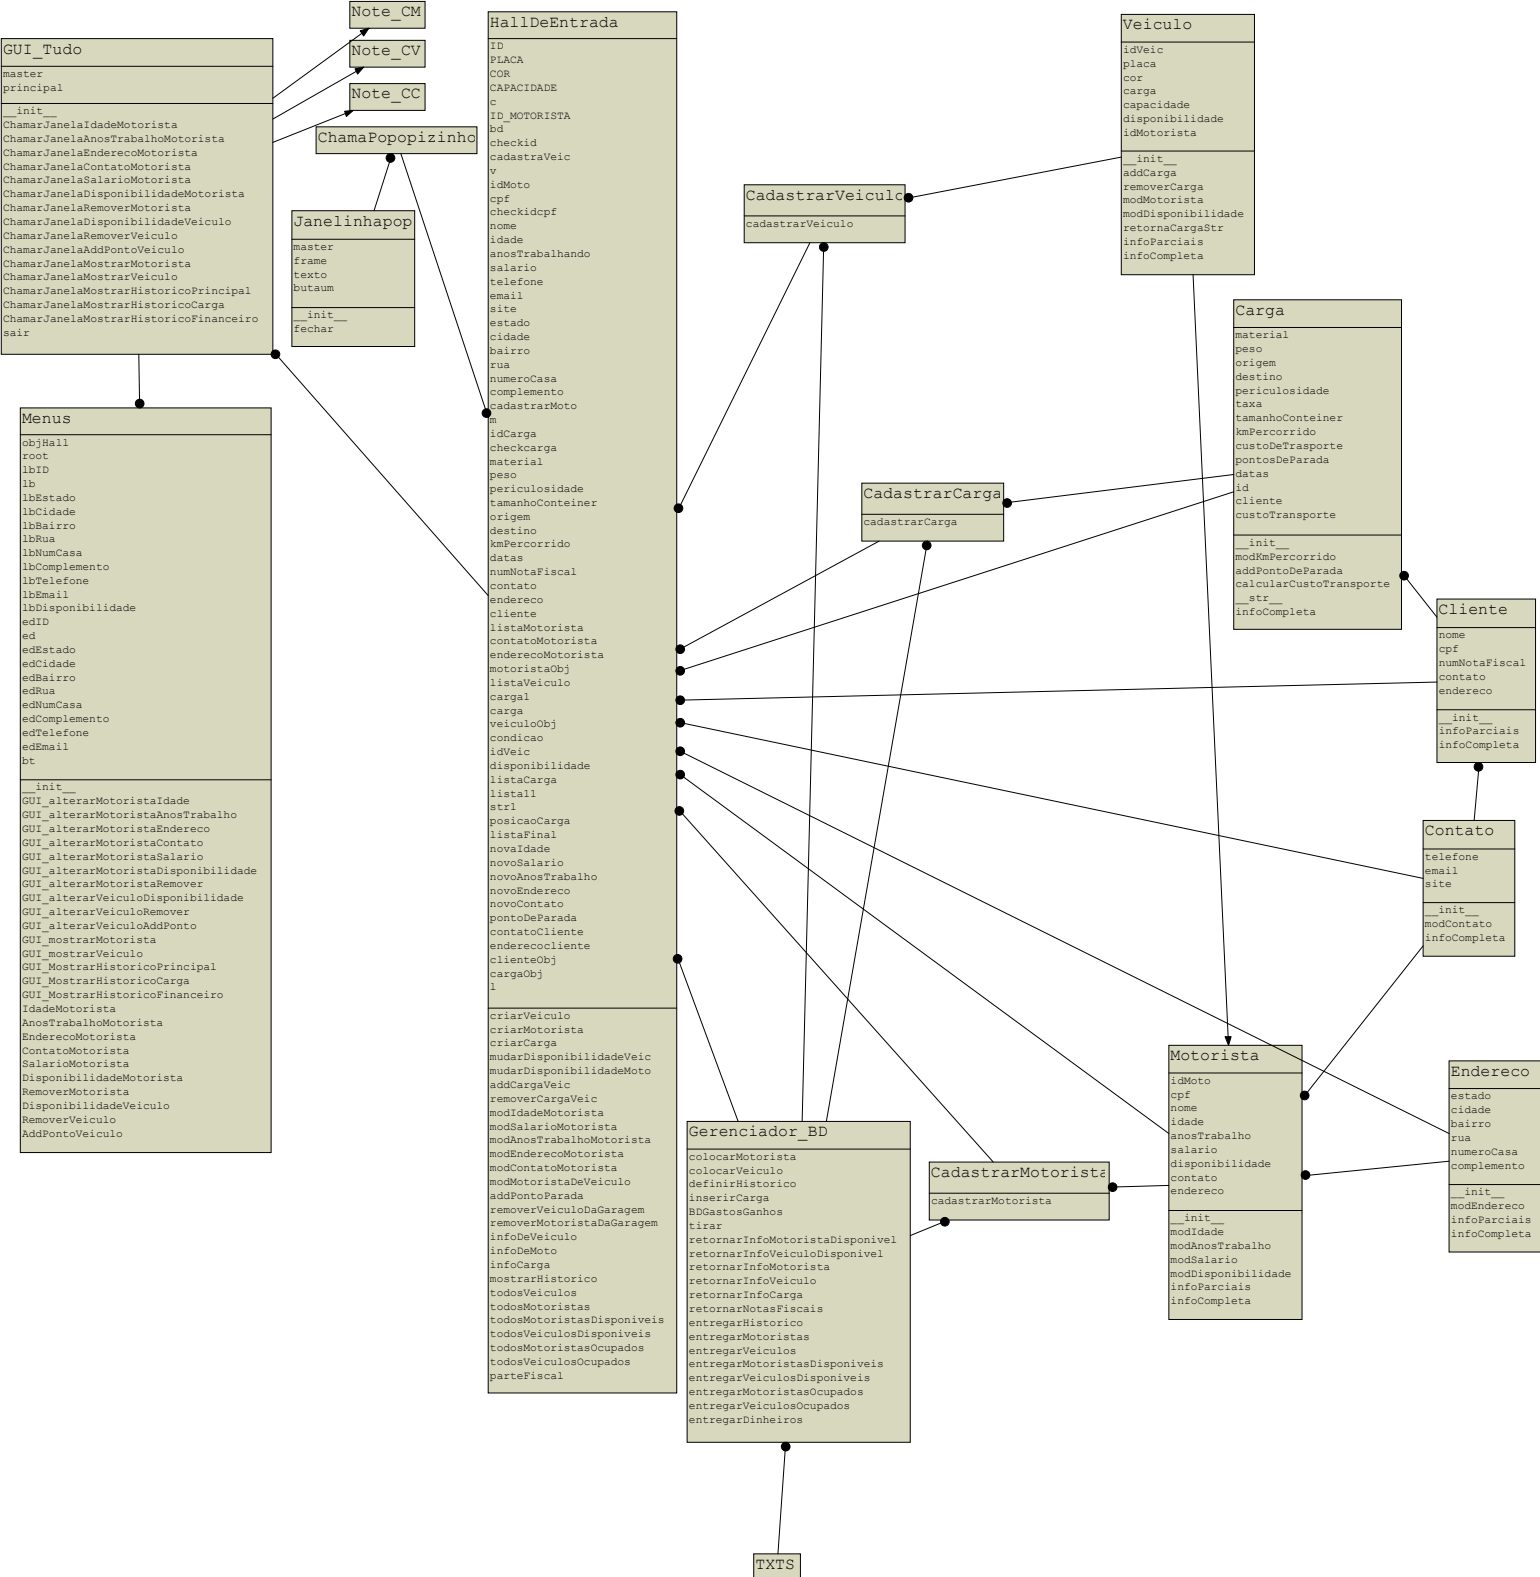 GUI_Tudo
master
principal
__init__
ChamarJanelaIdadeMotorista
ChamarJanelaAnosTrabalhoMotorista
ChamarJanelaEnderecoMotorista
ChamarJanelaContatoMotorista
ChamarJanelaSalarioMotorista
ChamarJanelaDisponibilidadeMotorista
ChamarJanelaRemoverMotorista
ChamarJanelaDisponibilidadeVeiculo
ChamarJanelaRemoverVeiculo
ChamarJanelaAddPontoVeiculo
ChamarJanelaMostrarMotorista
ChamarJanelaMostrarVeiculo
ChamarJanelaMostrarHistoricoPrincipal
ChamarJanelaMostrarHistoricoCarga
ChamarJanelaMostrarHistoricoFinanceiro
sair
Menus
objHall
root
lbID
lb
lbEstado
lbCidade
lbBairro
lbRua
lbNumCasa
lbComplemento
lbTelefone
lbEmail
lbDisponibilidade
edID
ed
edEstado
edCidade
edBairro
edRua
edNumCasa
edComplemento
edTelefone
edEmail
bt
__init__
GUI_alterarMotoristaIdade
GUI_alterarMotoristaAnosTrabalho
GUI_alterarMotoristaEndereco
GUI_alterarMotoristaContato
GUI_alterarMotoristaSalario
GUI_alterarMotoristaDisponibilidade
GUI_alterarMotoristaRemover
GUI_alterarVeiculoDisponibilidade
GUI_alterarVeiculoRemover
GUI_alterarVeiculoAddPonto
GUI_mostrarMotorista
GUI_mostrarVeiculo
GUI_MostrarHistoricoPrincipal
GUI_MostrarHistoricoCarga
GUI_MostrarHistoricoFinanceiro
IdadeMotorista
AnosTrabalhoMotorista
EnderecoMotorista
ContatoMotorista
SalarioMotorista
DisponibilidadeMotorista
RemoverMotorista
DisponibilidadeVeiculo
RemoverVeiculo
AddPontoVeiculo
Note_CM
Note_CV
Note_CC
ChamaPopopizinho
Janelinhapop
master
frame
texto
butaum
__init__
fechar
HallDeEntrada
ID
PLACA
COR
CAPACIDADE
c
ID_MOTORISTA
bd
checkid
cadastraVeic
v
idMoto
cpf
checkidcpf
nome
idade
anosTrabalhando
salario
telefone
email
site
estado
cidade
bairro
rua
numeroCasa
complemento
cadastrarMoto
m
idCarga
checkcarga
material
peso
periculosidade
tamanhoConteiner
origem
destino
kmPercorrido
datas
numNotaFiscal
contato
endereco
cliente
listaMotorista
contatoMotorista
enderecoMotorista
motoristaObj
listaVeiculo
carga1
carga
veiculoObj
condicao
idVeic
disponibilidade
listaCarga
lista11
str1
posicaoCarga
listaFinal
novaIdade
novoSalario
novoAnosTrabalho
novoEndereco
novoContato
pontoDeParada
contatoCliente
enderecocliente
clienteObj
cargaObj
l
criarVeiculo
criarMotorista
criarCarga
mudarDisponibilidadeVeic
mudarDisponibilidadeMoto
addCargaVeic
removerCargaVeic
modIdadeMotorista
modSalarioMotorista
modAnosTrabalhoMotorista
modEnderecoMotorista
modContatoMotorista
modMotoristaDeVeiculo
addPontoParada
removerVeiculoDaGaragem
removerMotoristaDaGaragem
infoDeVeiculo
infoDeMoto
infoCarga
mostrarHistorico
todosVeiculos
todosMotoristas
todosMotoristasDisponiveis
todosVeiculosDisponiveis
todosMotoristasOcupados
todosVeiculosOcupados
parteFiscal
CadastrarVeiculo
cadastrarVeiculo
CadastrarCarga
cadastrarCarga
Gerenciador_BD
colocarMotorista
colocarVeiculo
definirHistorico
inserirCarga
BDGastosGanhos
tirar
retornarInfoMotoristaDisponivel
retornarInfoVeiculoDisponivel
retornarInfoMotorista
retornarInfoVeiculo
retornarInfoCarga
retornarNotasFiscais
entregarHistorico
entregarMotoristas
entregarVeiculos
entregarMotoristasDisponiveis
entregarVeiculosDisponiveis
entregarMotoristasOcupados
entregarVeiculosOcupados
entregarDinheiros
TXTS
CadastrarMotorista
cadastrarMotorista
Veiculo
idVeic
placa
cor
carga
capacidade
disponibilidade
idMotorista
__init__
addCarga
removerCarga
modMotorista
modDisponibilidade
retornaCargaStr
infoParciais
infoCompleta
Carga
material
peso
origem
destino
periculosidade
taxa
tamanhoConteiner
kmPercorrido
custoDeTrasporte
pontosDeParada
datas
id
cliente
custoTransporte
__init__
modKmPercorrido
addPontoDeParada
calcularCustoTransporte
__str__
infoCompleta
Cliente
nome
cpf
numNotaFiscal
contato
endereco
__init__
infoParciais
infoCompleta
Contato
telefone
email
site
__init__
modContato
infoCompleta
Motorista
idMoto
cpf
nome
idade
anosTrabalho
salario
disponibilidade
contato
endereco
__init__
modIdade
modAnosTrabalho
modSalario
modDisponibilidade
infoParciais
infoCompleta
Endereco
estado
cidade
bairro
rua
numeroCasa
complemento
__init__
modEndereco
infoParciais
infoCompleta